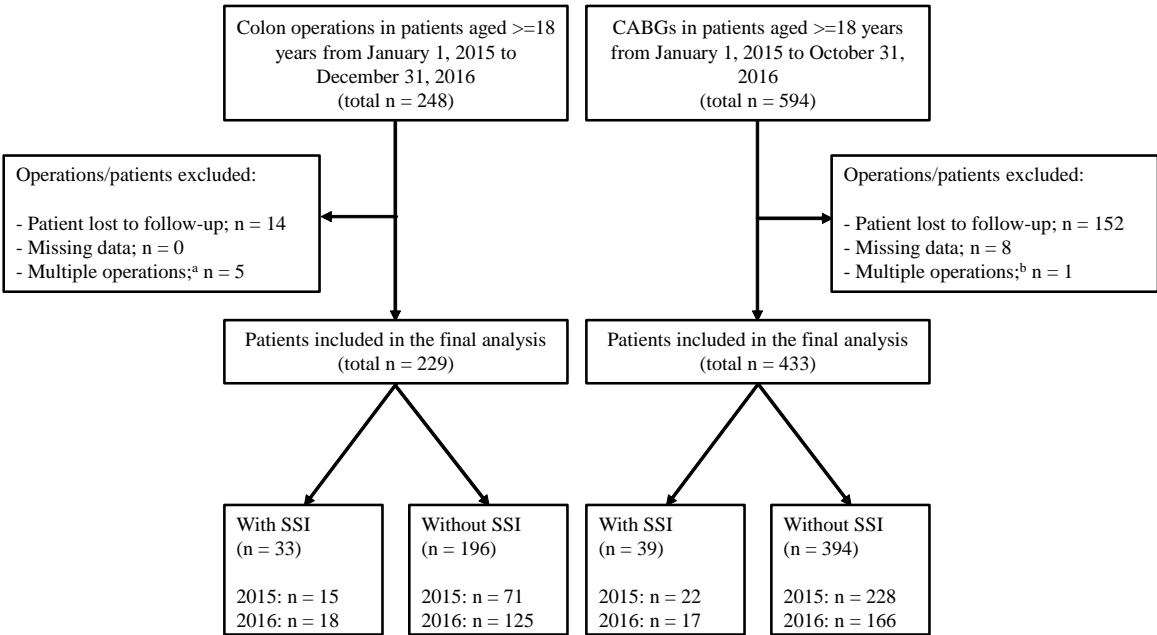 Colon operations in patients aged >=18
years from January 1, 2015 to
December 31, 2016
(total n = 248)
CABGs in patients aged >=18 years
from January 1, 2015 to October 31,
2016
(total n = 594)
Operations/patients excluded:
- Patient lost to follow-up; n = 14
- Missing data; n = 0
- Multiple operations;ᵃ n = 5
Operations/patients excluded:
- Patient lost to follow-up; n = 152
- Missing data; n = 8
- Multiple operations;ᵇ n = 1
Patients included in the final analysis
(total n = 229)
Patients included in the final analysis
(total n = 433)
With SSI
(n = 33)
2015: n = 15
2016: n = 18
Without SSI
(n = 196)
2015: n = 71
2016: n = 125
With SSI
(n = 39)
2015: n = 22
2016: n = 17
Without SSI
(n = 394)
2015: n = 228
2016: n = 166